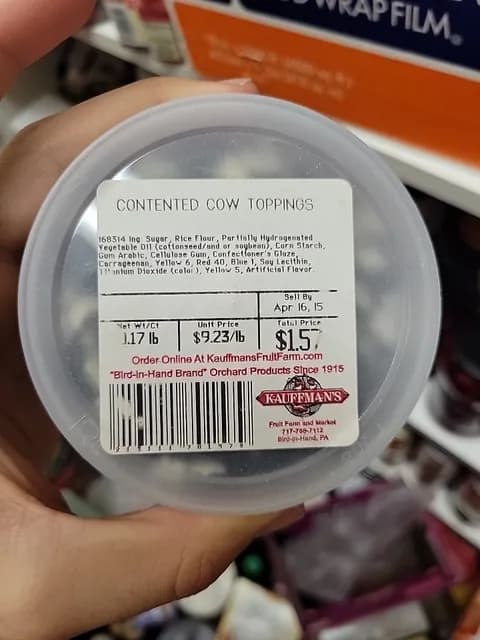 WRAP FILM
CONTENTED COW TOPPINGS
168314 Ing. Sugar, Rice Flour, Partially Hydrogenated
Vegetable Oil (cottonseed/and or soybean), Corn Starch,
Gum Arabic, Cellulose Gum, Confectioner's Glaze,
Carrageenan, Yellow 6, Red 40, Blue 1, Soy Lecithin,
Titanium Dioxide (color), Yellow 5, Artificial Flavor.
Sell By
Apr 16, 15
Net Wt/Ct Unit Price Total Price
.17 lb $9.23/lb $1.57
Order Online At KauffmansFruitFarm.com
"Bird-in-Hand Brand" Orchard Products Since 1915
KAUFFMAN'S
Fruit Farm and Market
717-768-7112
Bird-in-Hand, PA